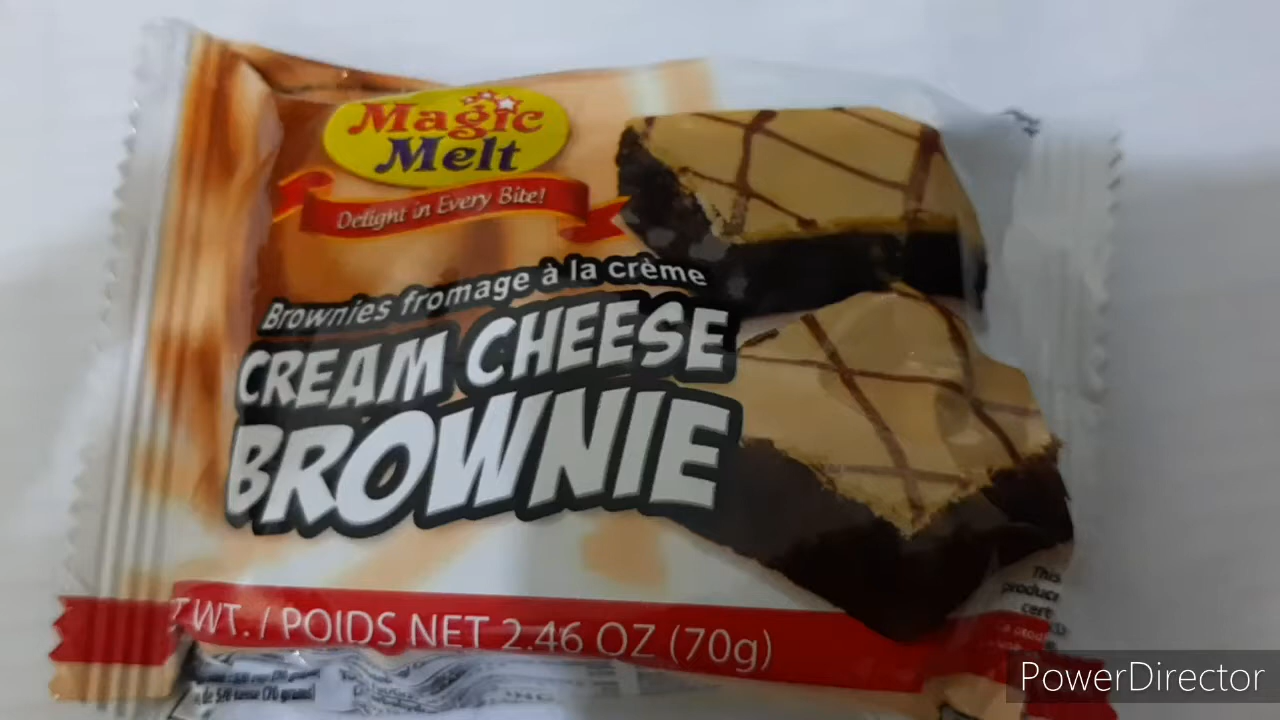 Magic
Melt
Delight in Every Bite!
Brownies fromage à la crème
CREAM CHEESE
BROWNIE
WT. / POIDS NET 2.46 OZ (70g)
This
PowerDirector